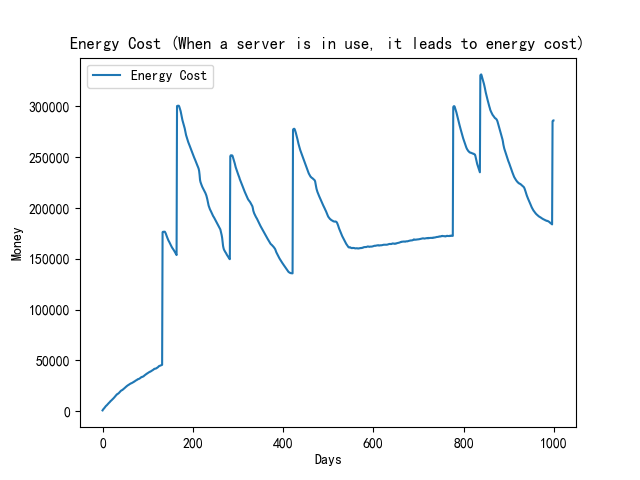 Energy Cost (When a server is in use, it leads to energy cost)
Energy Cost
Money
300000
250000
200000
150000
100000
50000
0
0 200 400 600 800 1000
Days